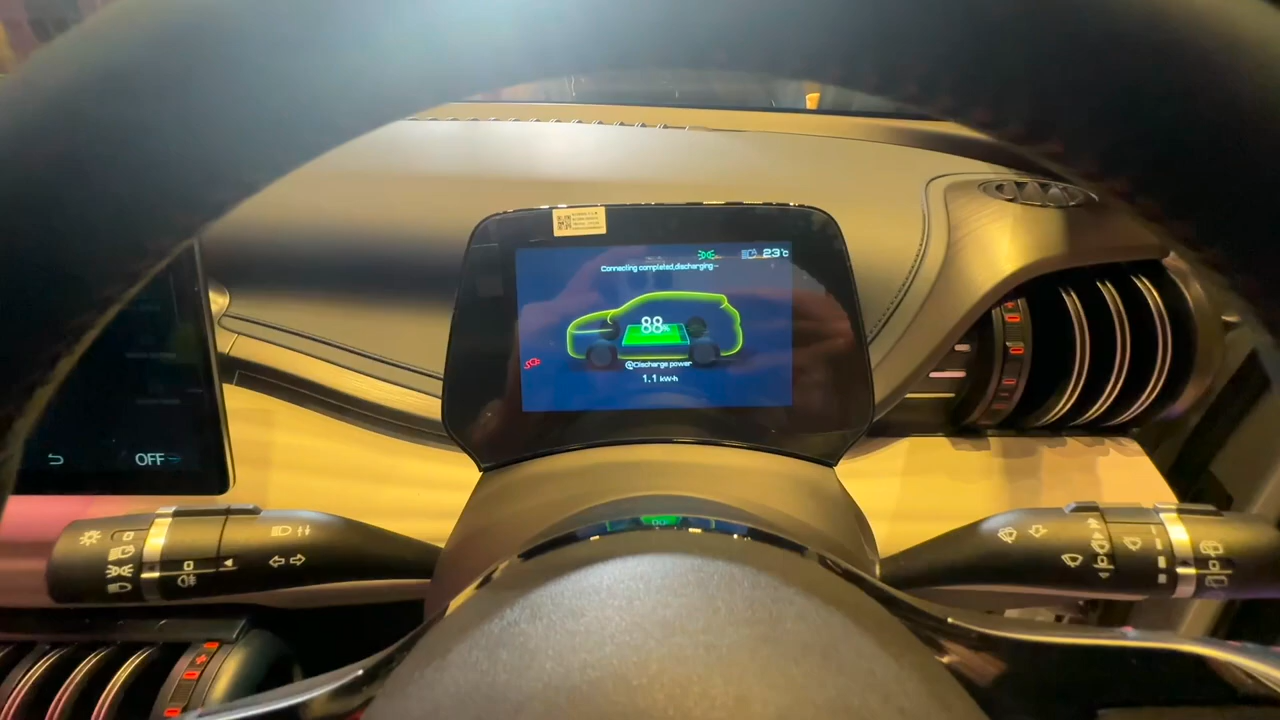 23℃
Connecting completed,discharging~
88%
Discharge power
1.1 kW·h
OFF